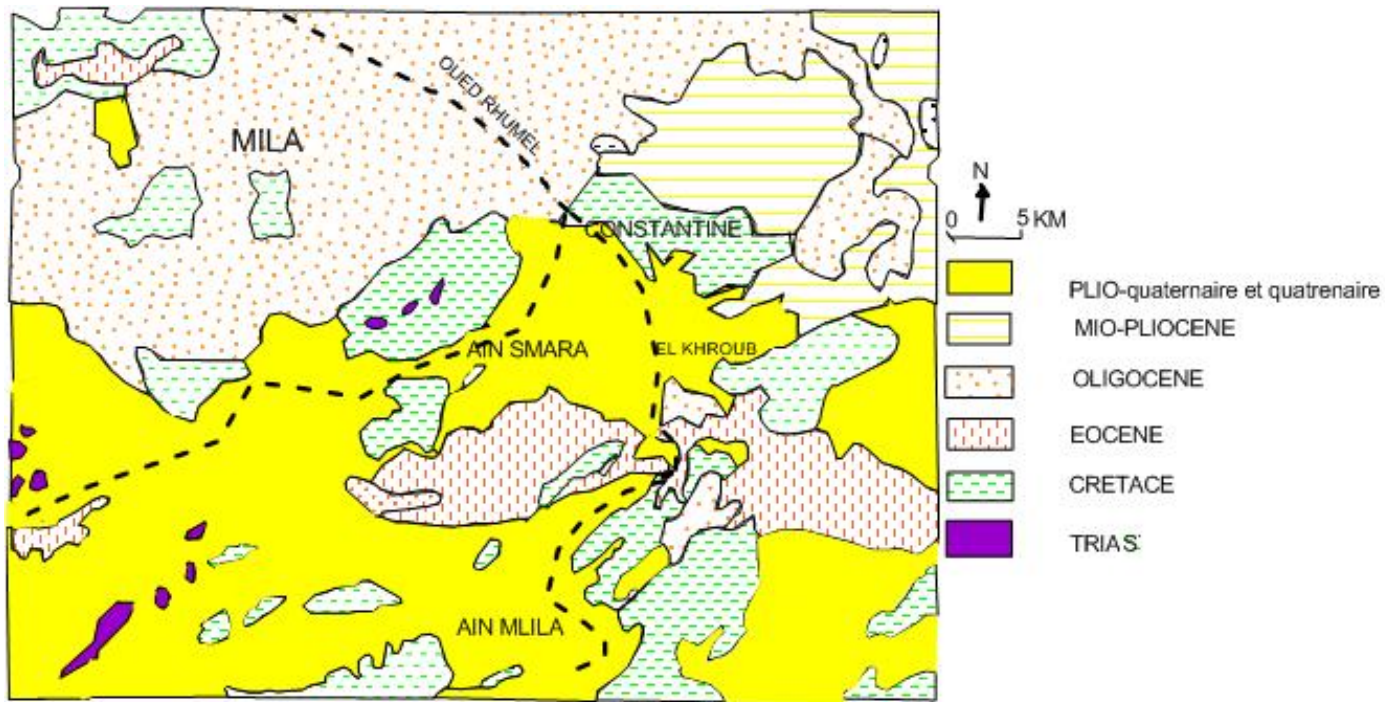 OUED RHUMEL
MILA
CONSTANTINE
AIN SMARA
EL KHROUB
AIN MLILA
N
0 5 KM
PLIO-quaternaire et quatrenaire
MIO-PLIOCENE
OLIGOCENE
EOCENE
CRETACE
TRIAS